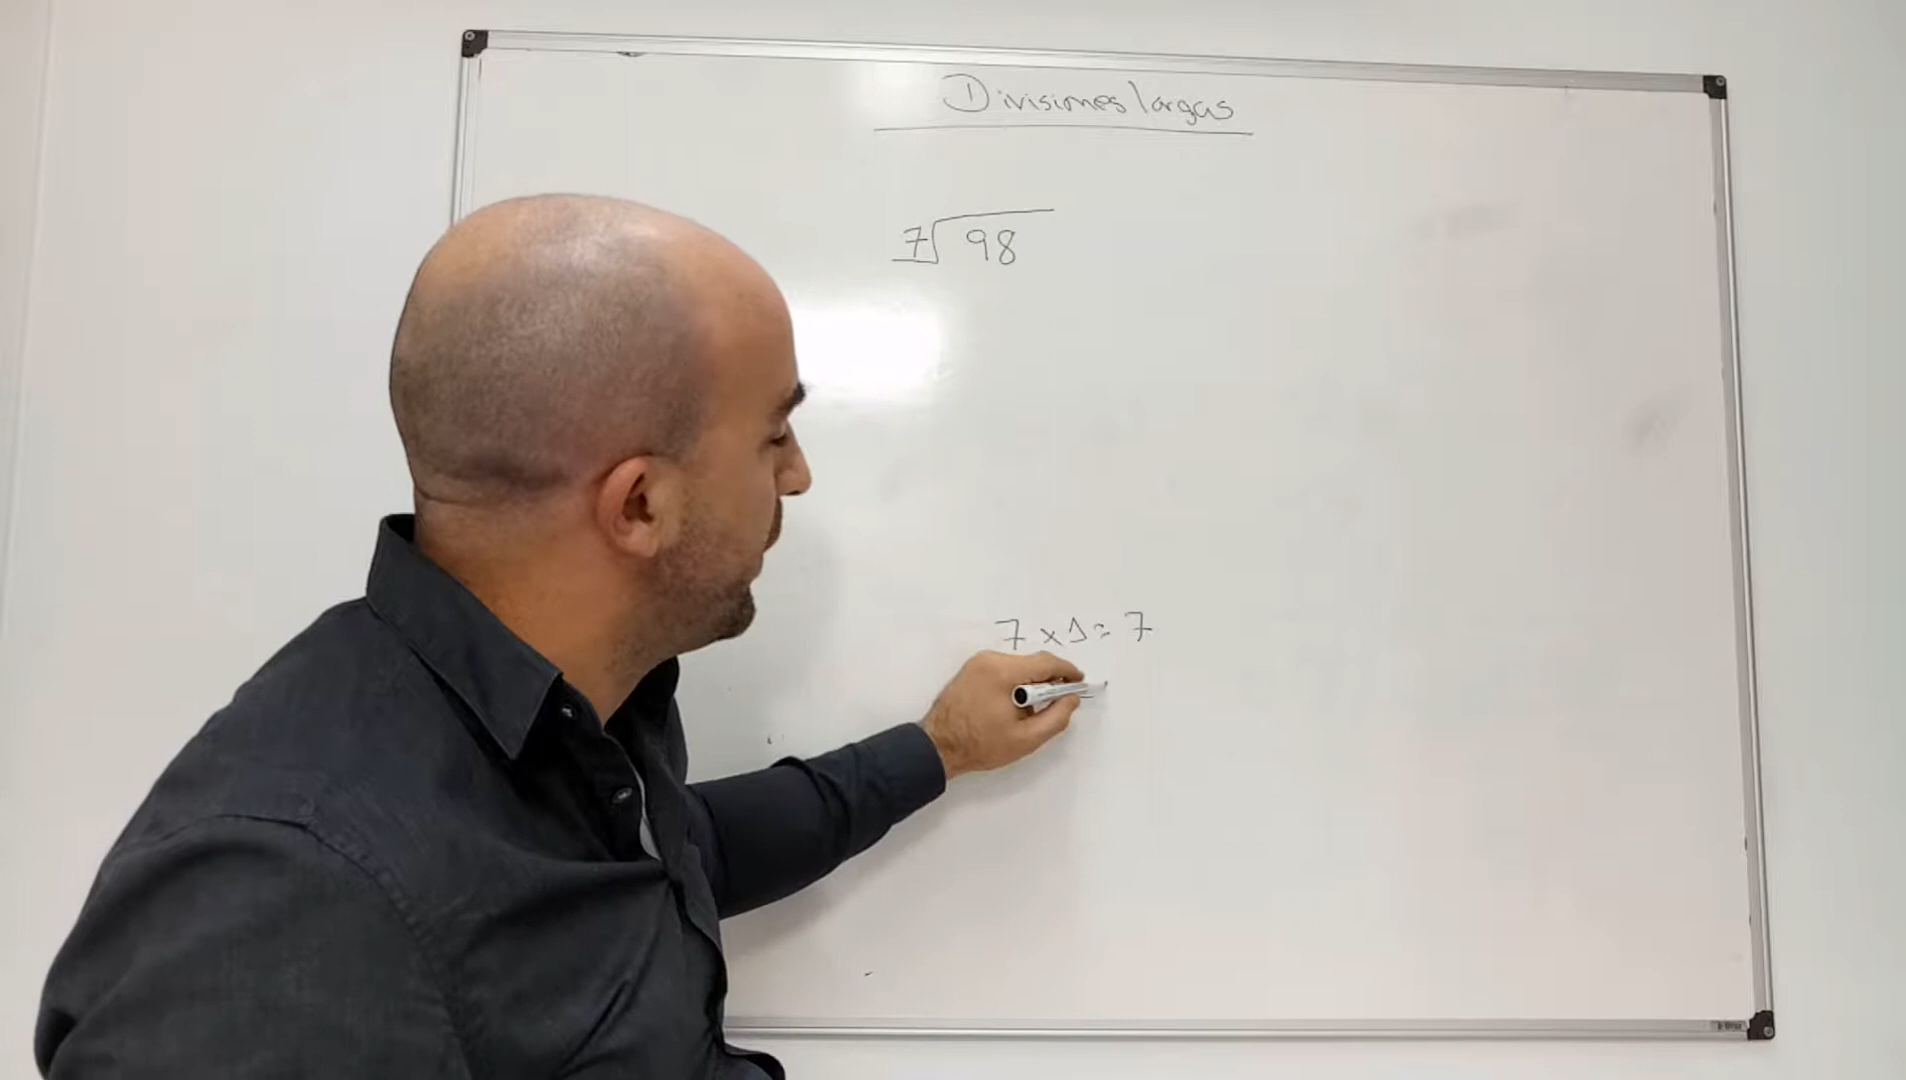 Divisiones largas
7 98
7 x 1 = 7